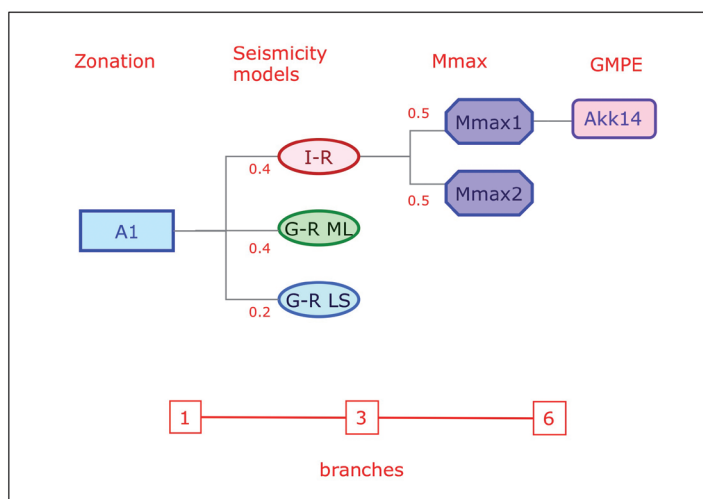 Zonation
Seismicity
models
Mmax
GMPE
0.5
Mmax1
Akk14
I-R
0.4
0.5
Mmax2
A1
G-R ML
0.4
G-R LS
0.2
1
3
6
branches